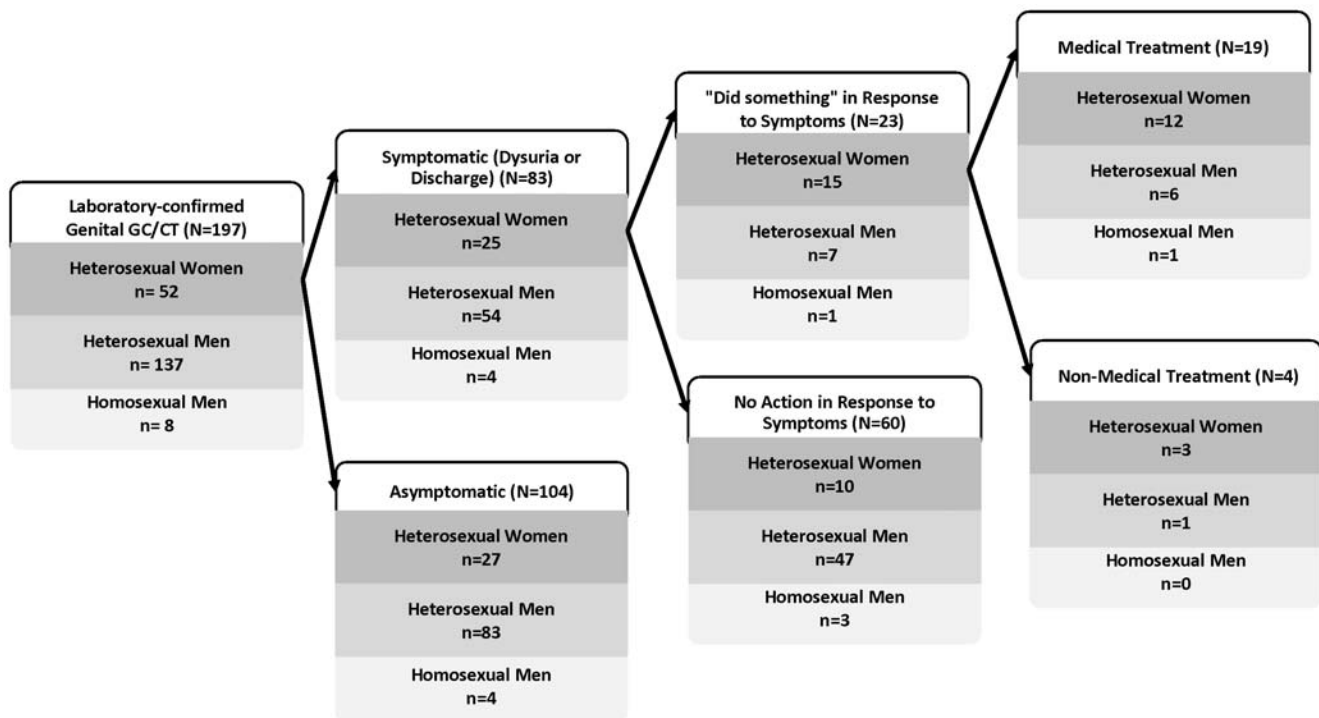 Laboratory-confirmed
Genital GC/CT (N=197)
Heterosexual Women
n= 52
Heterosexual Men
n= 137
Homosexual Men
n= 8
Symptomatic (Dysuria or
Discharge) (N=83)
Heterosexual Women
n=25
Heterosexual Men
n=54
Homosexual Men
n=4
Asymptomatic (N=104)
Heterosexual Women
n=27
Heterosexual Men
n=83
Homosexual Men
n=4
"Did something" in Response
to Symptoms (N=23)
Heterosexual Women
n=15
Heterosexual Men
n=7
Homosexual Men
n=1
No Action in Response to
Symptoms (N=60)
Heterosexual Women
n=10
Heterosexual Men
n=47
Homosexual Men
n=3
Medical Treatment (N=19)
Heterosexual Women
n=12
Heterosexual Men
n=6
Homosexual Men
n=1
Non-Medical Treatment (N=4)
Heterosexual Women
n=3
Heterosexual Men
n=1
Homosexual Men
n=0